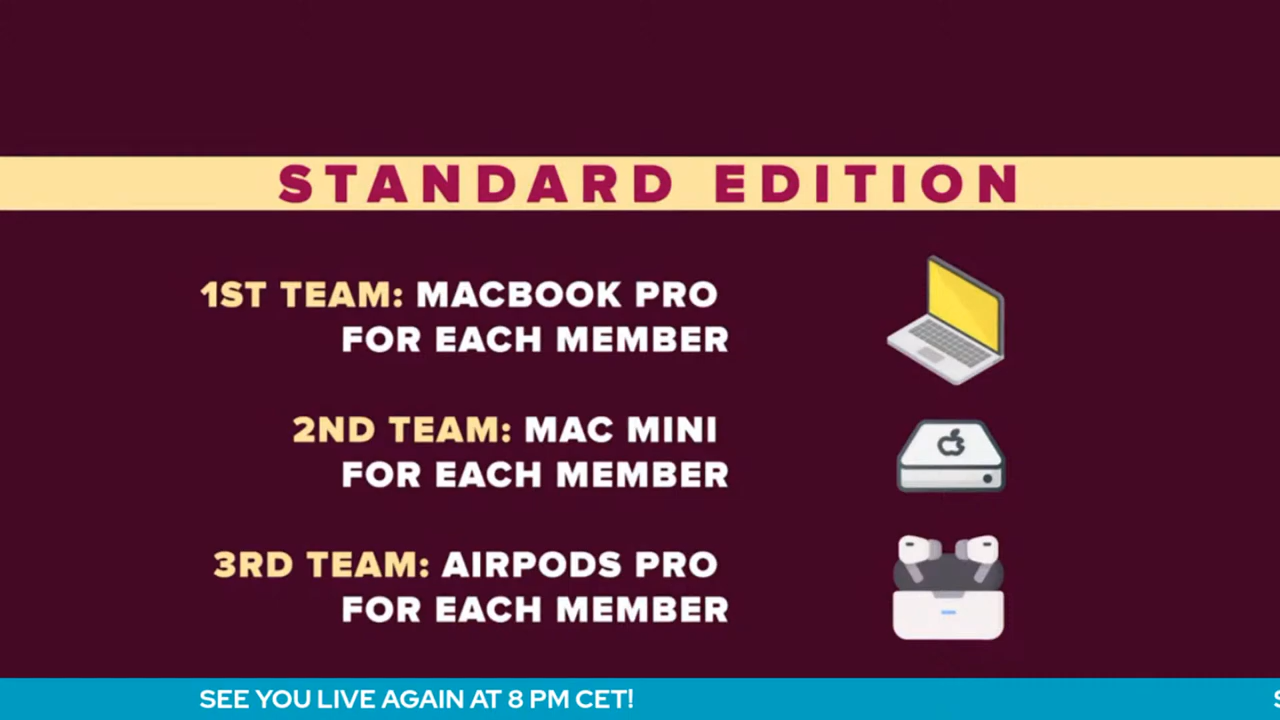 STANDARD EDITION
1ST TEAM: MACBOOK PRO
FOR EACH MEMBER
2ND TEAM: MAC MINI
FOR EACH MEMBER
3RD TEAM: AIRPODS PRO
FOR EACH MEMBER
SEE YOU LIVE AGAIN AT 8 PM CET!